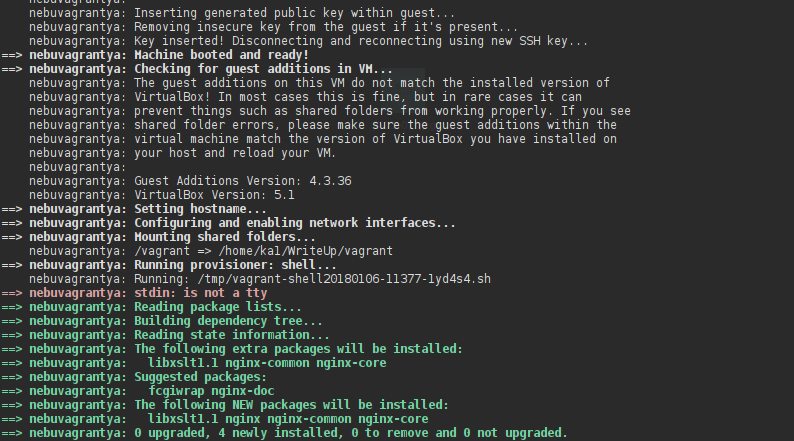 nebuvagrantya: Inserting generated public key within guest...
nebuvagrantya: Removing insecure key from the guest if it's present...
nebuvagrantya: Key inserted! Disconnecting and reconnecting using new SSH key...
==> nebuvagrantya: Machine booted and ready!
==> nebuvagrantya: Checking for guest additions in VM...
nebuvagrantya: The guest additions on this VM do not match the installed version of
nebuvagrantya: VirtualBox! In most cases this is fine, but in rare cases it can
nebuvagrantya: prevent things such as shared folders from working properly. If you see
nebuvagrantya: shared folder errors, please make sure the guest additions within the
nebuvagrantya: virtual machine match the version of VirtualBox you have installed on
nebuvagrantya: your host and reload your VM.
nebuvagrantya:
nebuvagrantya: Guest Additions Version: 4.3.36
nebuvagrantya: VirtualBox Version: 5.1
==> nebuvagrantya: Setting hostname...
==> nebuvagrantya: Configuring and enabling network interfaces...
==> nebuvagrantya: Mounting shared folders...
nebuvagrantya: /vagrant => /home/kal/WriteUp/vagrant
==> nebuvagrantya: Running provisioner: shell...
nebuvagrantya: Running: /tmp/vagrant-shell20180106-11377-1yd4s4.sh
==> nebuvagrantya: stdin: is not a tty
==> nebuvagrantya: Reading package lists...
==> nebuvagrantya: Building dependency tree...
==> nebuvagrantya: Reading state information...
==> nebuvagrantya: The following extra packages will be installed:
==> nebuvagrantya: libxslt1.1 nginx-common nginx-core
==> nebuvagrantya: Suggested packages:
==> nebuvagrantya: fcgiwrap nginx-doc
==> nebuvagrantya: The following NEW packages will be installed:
==> nebuvagrantya: libxslt1.1 nginx nginx-common nginx-core
==> nebuvagrantya: 0 upgraded, 4 newly installed, 0 to remove and 0 not upgraded.